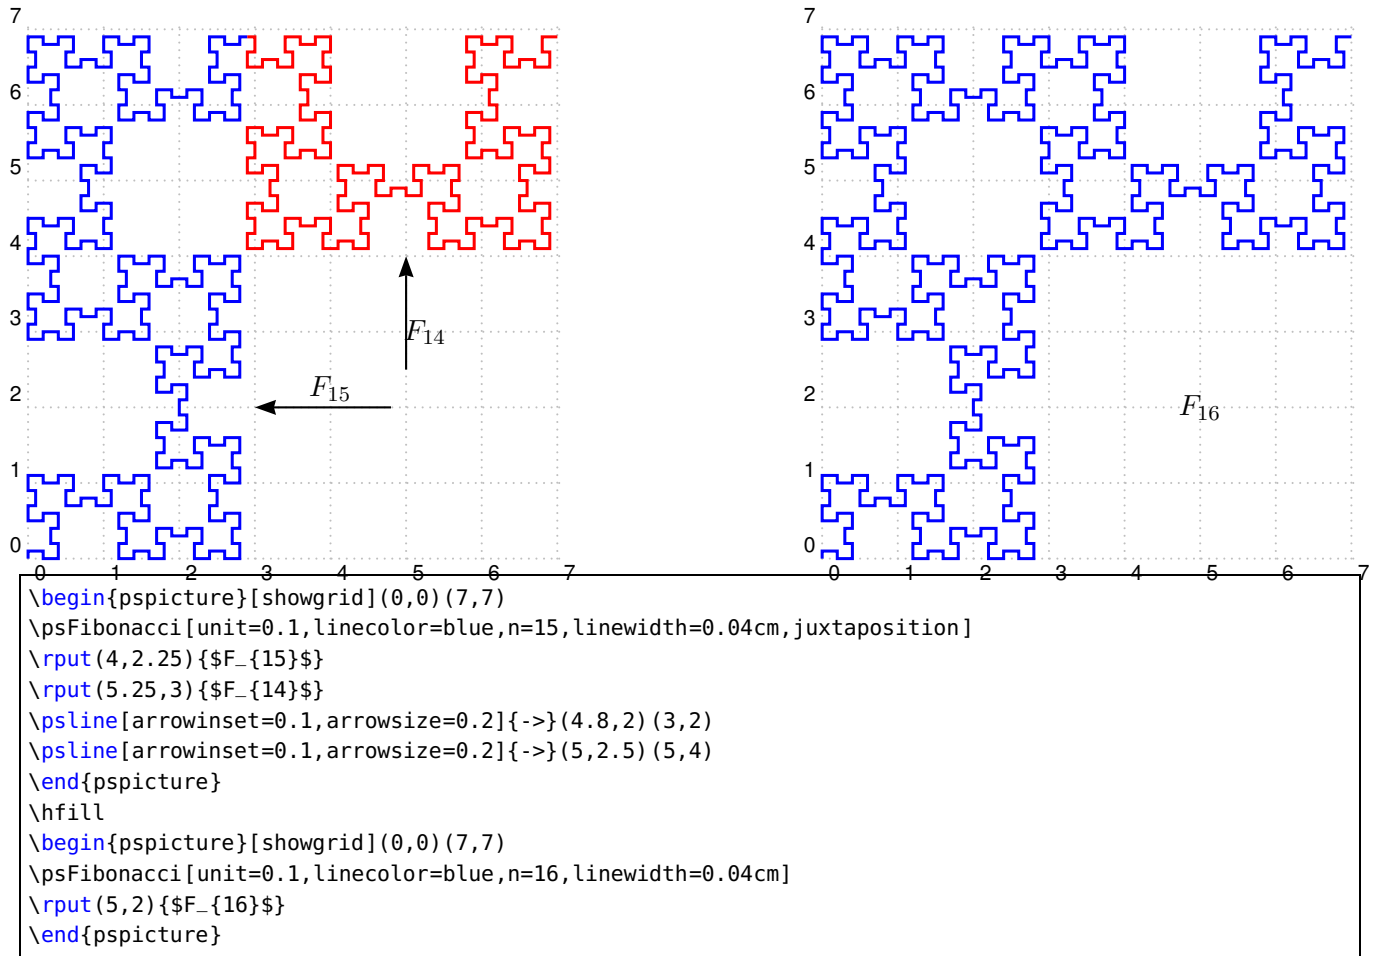 7 7
6 6
5 5
4 4
F14
3 3
F15
2 2
F16
1 1
0 0
0 1 2 3 4 5 6 7 0 1 2 3 4 5 6 7
\begin{pspicture}[showgrid](0,0)(7,7)
\psFibonacci[unit=0.1,linecolor=blue,n=15,linewidth=0.04cm,juxtaposition]
\rput(4,2.25){$F_{15}$}
\rput(5.25,3){$F_{14}$}
\psline[arrowinset=0.1,arrowsize=0.2]{->}(4.8,2)(3,2)
\psline[arrowinset=0.1,arrowsize=0.2]{->}(5,2.5)(5,4)
\end{pspicture}
\hfill
\begin{pspicture}[showgrid](0,0)(7,7)
\psFibonacci[unit=0.1,linecolor=blue,n=16,linewidth=0.04cm]
\rput(5,2){$F_{16}$}
\end{pspicture}